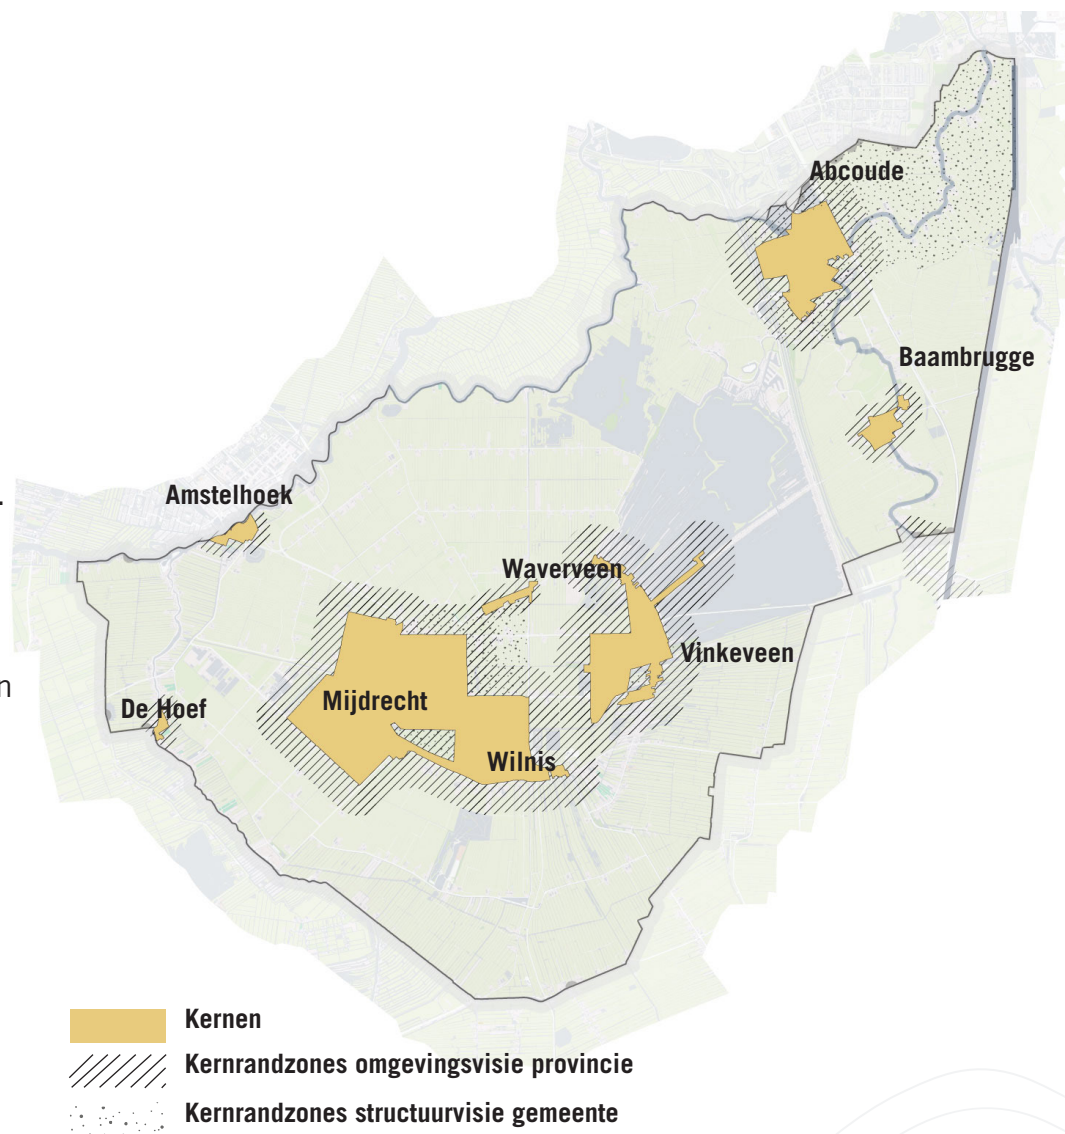 Abcoude
Baambrugge
.
Amstelhoek
Waverveen
Vinkeveen
n
Mijdrecht
De Hoef
Wilnis
Kernen
Kernrandzones omgevingsvisie provincie
Kernrandzones structuurvisie gemeente